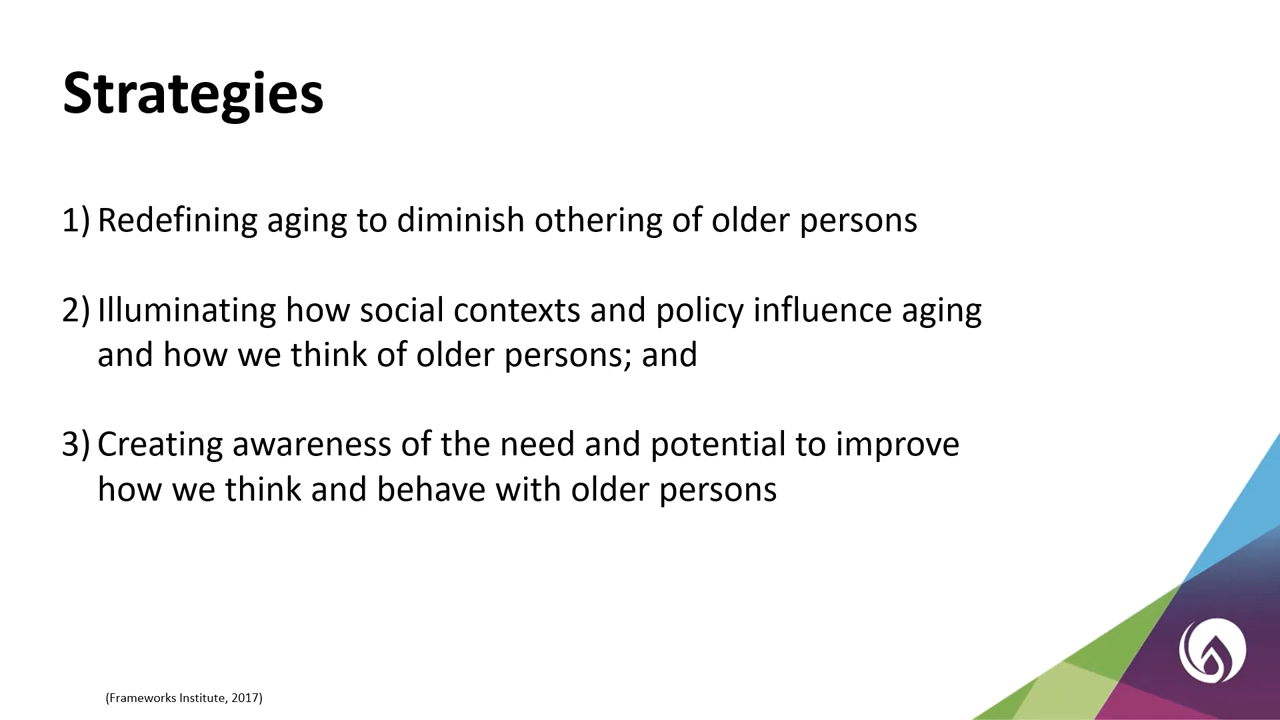 Strategies
1) Redefining aging to diminish othering of older persons
2) Illuminating how social contexts and policy influence aging
and how we think of older persons; and
3) Creating awareness of the need and potential to improve
how we think and behave with older persons
(Frameworks Institute, 2017)